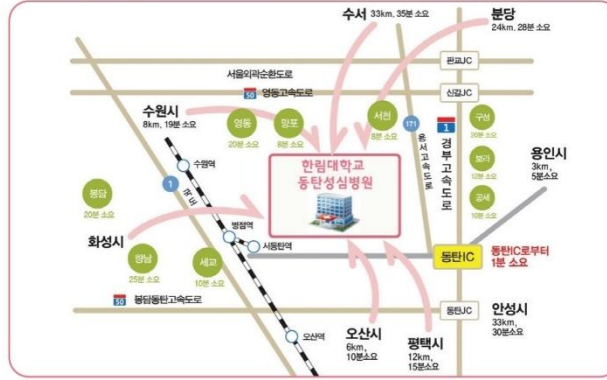 수서 33km, 35분 소요
분당
24km, 28분 소요
판교JC
서울외곽순환도로
50 영동고속도로
신갈JC
수원시
8km, 19분 소요
영통
20분 소요
망포
8분 소요
서천
8분 소요
171
용서고속도로
1
경부고속도로
구성
20분 소요
보라
12분 소요
공세
10분 소요
용인시
3km,
5분소요
수원역
한림대학교
동탄성심병원
1
국도
봉담
20분 소요
병점역
서동탄역
화성시
향남
25분 소요
세교
10분 소요
동탄IC
동탄IC로부터
1분 소요
50 봉담동탄고속도로
동탄JC
안성시
33km,
30분소요
오산역
오산시
6km,
10분소요
평택시
12km,
15분소요